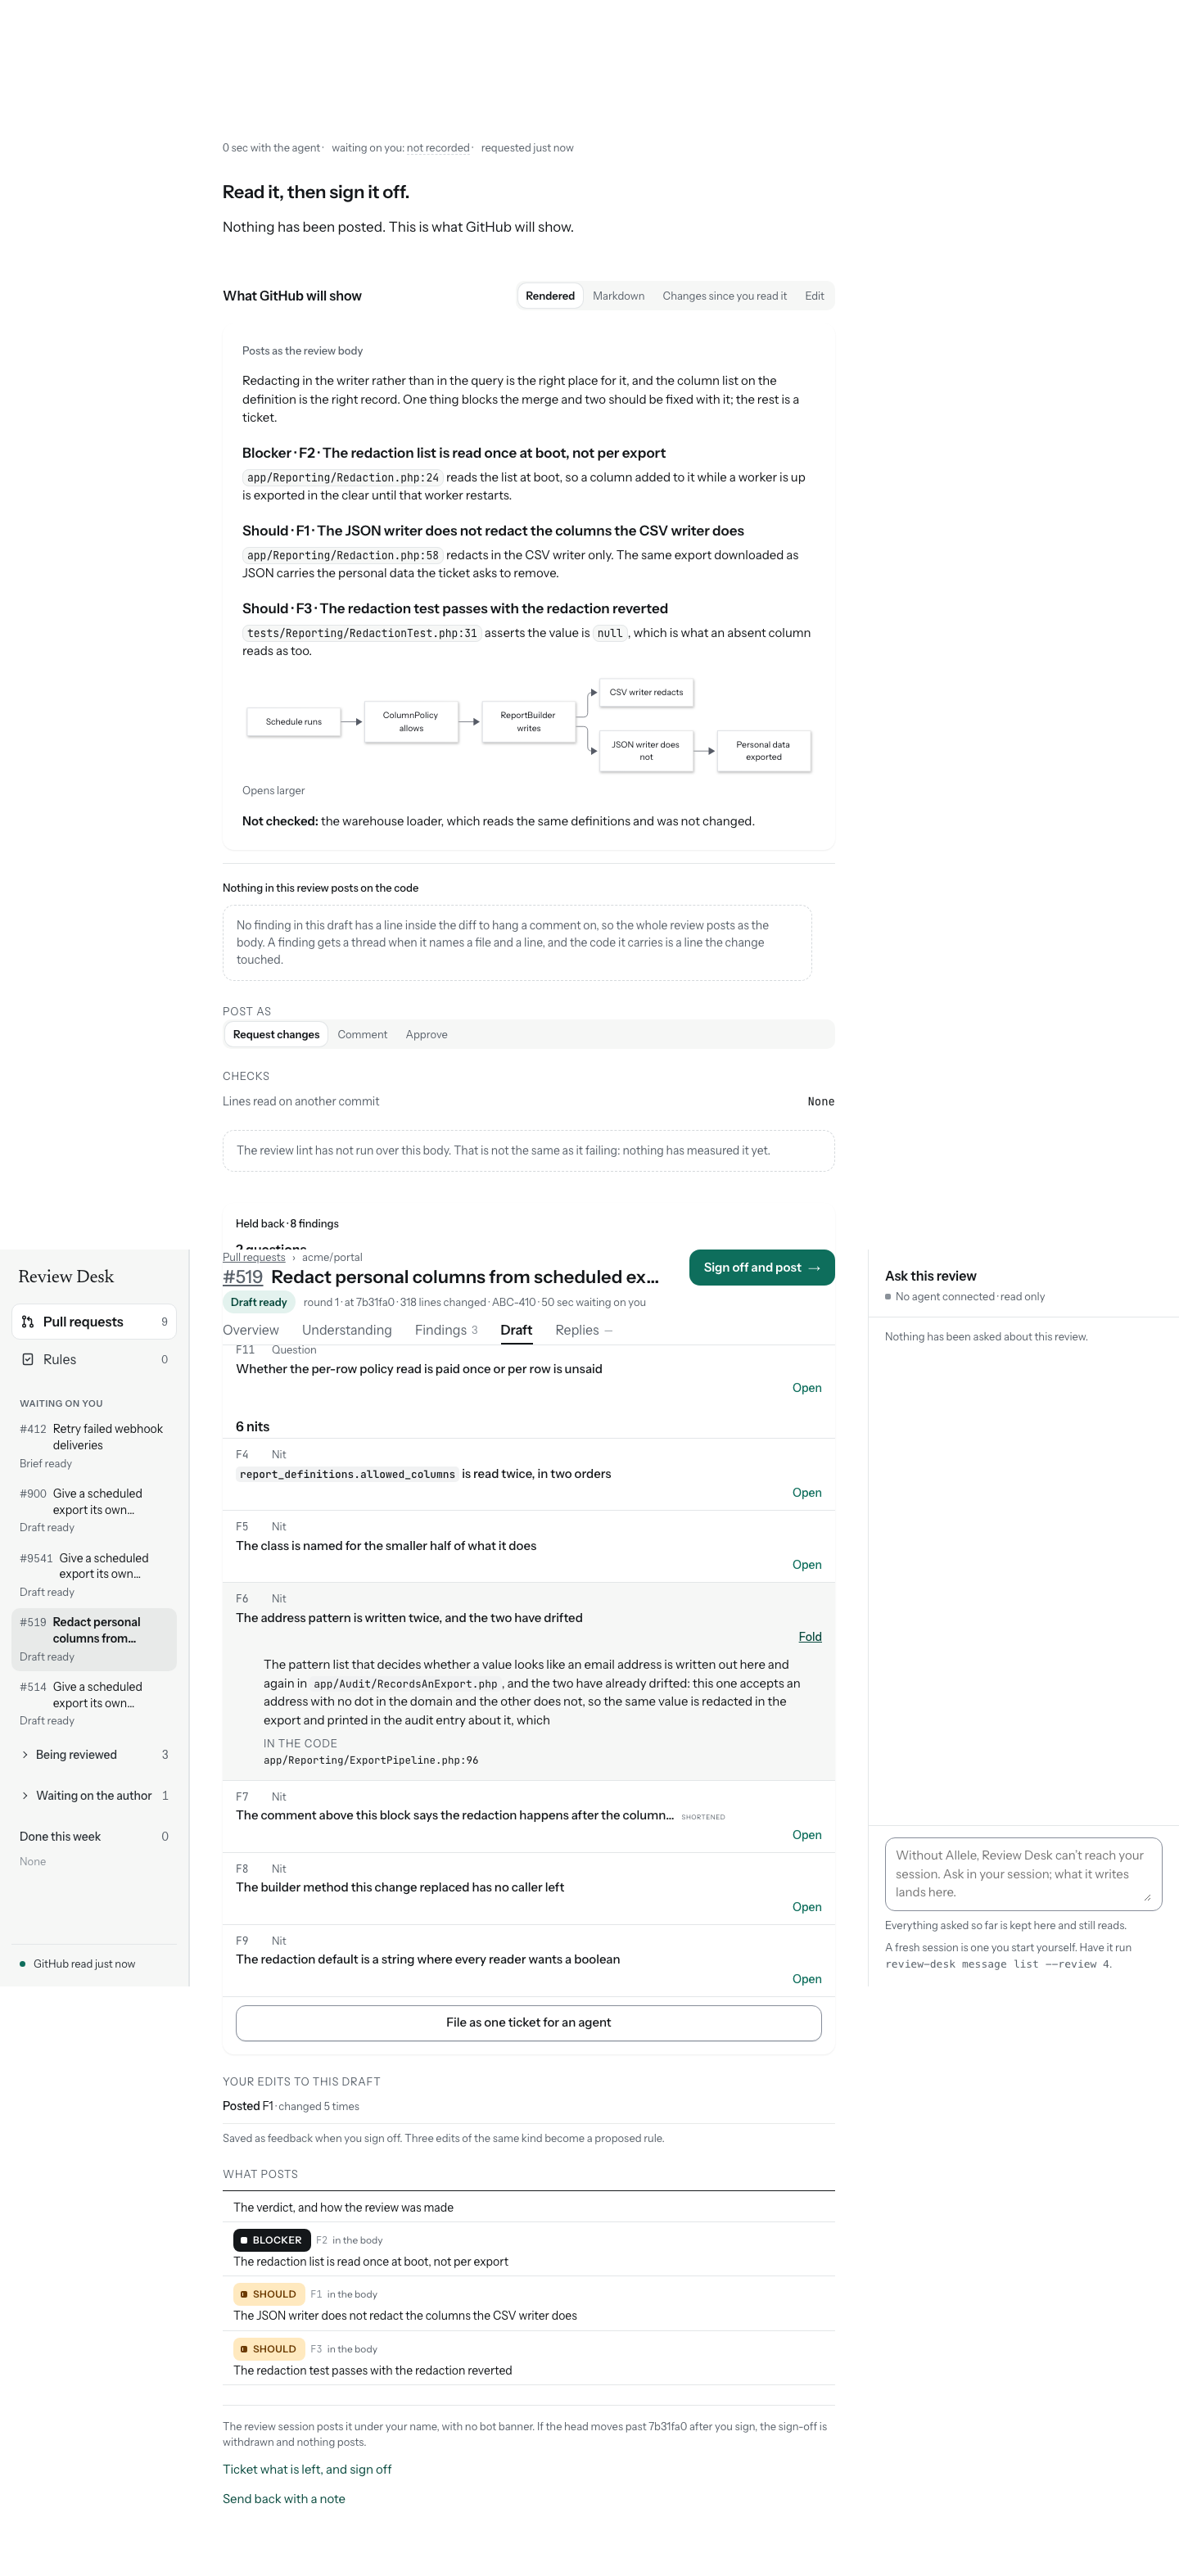 0 sec with the agent · waiting on you: not recorded · requested just now
Read it, then sign it off.
Nothing has been posted. This is what GitHub will show.
What GitHub will show
Rendered Markdown Changes since you read it Edit
Posts as the review body
Redacting in the writer rather than in the query is the right place for it, and the column list on the
definition is the right record. One thing blocks the merge and two should be fixed with it; the rest is a
ticket.
Blocker · F2 · The redaction list is read once at boot, not per export
app/Reporting/Redaction.php:24 reads the list at boot, so a column added to it while a worker is up
is exported in the clear until that worker restarts.
Should · F1 · The JSON writer does not redact the columns the CSV writer does
app/Reporting/Redaction.php:58 redacts in the CSV writer only. The same export downloaded as
JSON carries the personal data the ticket asks to remove.
Should · F3 · The redaction test passes with the redaction reverted
tests/Reporting/RedactionTest.php:31 asserts the value is null, which is what an absent column
reads as too.
Schedule runs
ColumnPolicy
allows
ReportBuilder
writes
CSV writer redacts
JSON writer does
not
Personal data
exported
Opens larger
Not checked: the warehouse loader, which reads the same definitions and was not changed.
Nothing in this review posts on the code
No finding in this draft has a line inside the diff to hang a comment on, so the whole review posts as the
body. A finding gets a thread when it names a file and a line, and the code it carries is a line the change
touched.
POST AS
Request changes Comment Approve
CHECKS
Lines read on another commit None
The review lint has not run over this body. That is not the same as it failing: nothing has measured it yet.
Held back · 8 findings
2 questions
Review Desk
Pull requests 9
Rules 0
WAITING ON YOU
#412 Retry failed webhook
deliveries
Brief ready
#900 Give a scheduled
export its own...
Draft ready
#9541 Give a scheduled
export its own...
Draft ready
#519 Redact personal
columns from...
Draft ready
#514 Give a scheduled
export its own...
Draft ready
Being reviewed 3
Waiting on the author 1
Done this week 0
None
GitHub read just now
Pull requests › acme/portal
#519 Redact personal columns from scheduled ex...
Sign off and post →
Draft ready round 1 · at 7b31fa0 · 318 lines changed · ABC-410 · 50 sec waiting on you
Overview Understanding Findings 3 Draft Replies —
F11 Question
Whether the per-row policy read is paid once or per row is unsaid
Open
6 nits
F4 Nit
report_definitions.allowed_columns is read twice, in two orders
Open
F5 Nit
The class is named for the smaller half of what it does
Open
F6 Nit
The address pattern is written twice, and the two have drifted
Fold
The pattern list that decides whether a value looks like an email address is written out here and
again in app/Audit/RecordsAnExport.php, and the two have already drifted: this one accepts an
address with no dot in the domain and the other does not, so the same value is redacted in the
export and printed in the audit entry about it, which
IN THE CODE
app/Reporting/ExportPipeline.php:96
F7 Nit
The comment above this block says the redaction happens after the column... SHORTENED
Open
F8 Nit
The builder method this change replaced has no caller left
Open
F9 Nit
The redaction default is a string where every reader wants a boolean
Open
File as one ticket for an agent
Ask this review
No agent connected · read only
Nothing has been asked about this review.
Without Allele, Review Desk can't reach your
session. Ask in your session; what it writes
lands here.
Everything asked so far is kept here and still reads.
A fresh session is one you start yourself. Have it run
review-desk message list --review 4.
YOUR EDITS TO THIS DRAFT
Posted F1 · changed 5 times
Saved as feedback when you sign off. Three edits of the same kind become a proposed rule.
WHAT POSTS
The verdict, and how the review was made
BLOCKER F2 in the body
The redaction list is read once at boot, not per export
SHOULD F1 in the body
The JSON writer does not redact the columns the CSV writer does
SHOULD F3 in the body
The redaction test passes with the redaction reverted
The review session posts it under your name, with no bot banner. If the head moves past 7b31fa0 after you sign, the sign-off is
withdrawn and nothing posts.
Ticket what is left, and sign off
Send back with a note